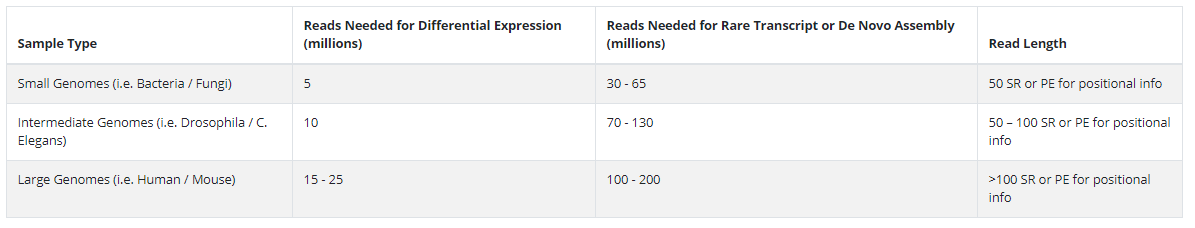 Sample Type
Reads Needed for Differential Expression
(millions)
Reads Needed for Rare Transcript or De Novo Assembly
(millions)
Read Length
Small Genomes (i.e. Bacteria / Fungi)
5
30 - 65
50 SR or PE for positional info
Intermediate Genomes (i.e. Drosophila / C.
Elegans)
10
70 - 130
50 – 100 SR or PE for positional
info
Large Genomes (i.e. Human / Mouse)
15 - 25
100 - 200
>100 SR or PE for positional
info